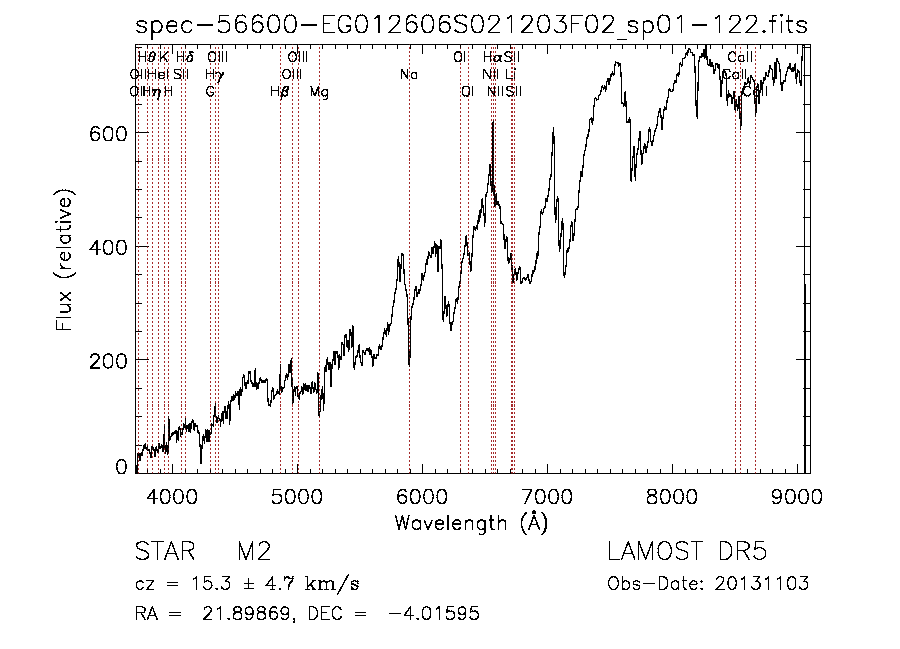 spec-56600-EG012606S021203F02_sp01-122.fits
Hθ K Hδ OIII OIII OI Hα SII CaII
OII HeI SII Hγ OIII Na NII Li CaII
OII Hη H G Hβ Mg OI NII SII CaII
600
400
200
0
Flux (relative)
4000 5000 6000 7000 8000 9000
Wavelength (Å)
STAR M2 LAMOST DR5
cz = 15.3 ± 4.7 km/s Obs-Date: 20131103
RA = 21.89869, DEC = -4.01595